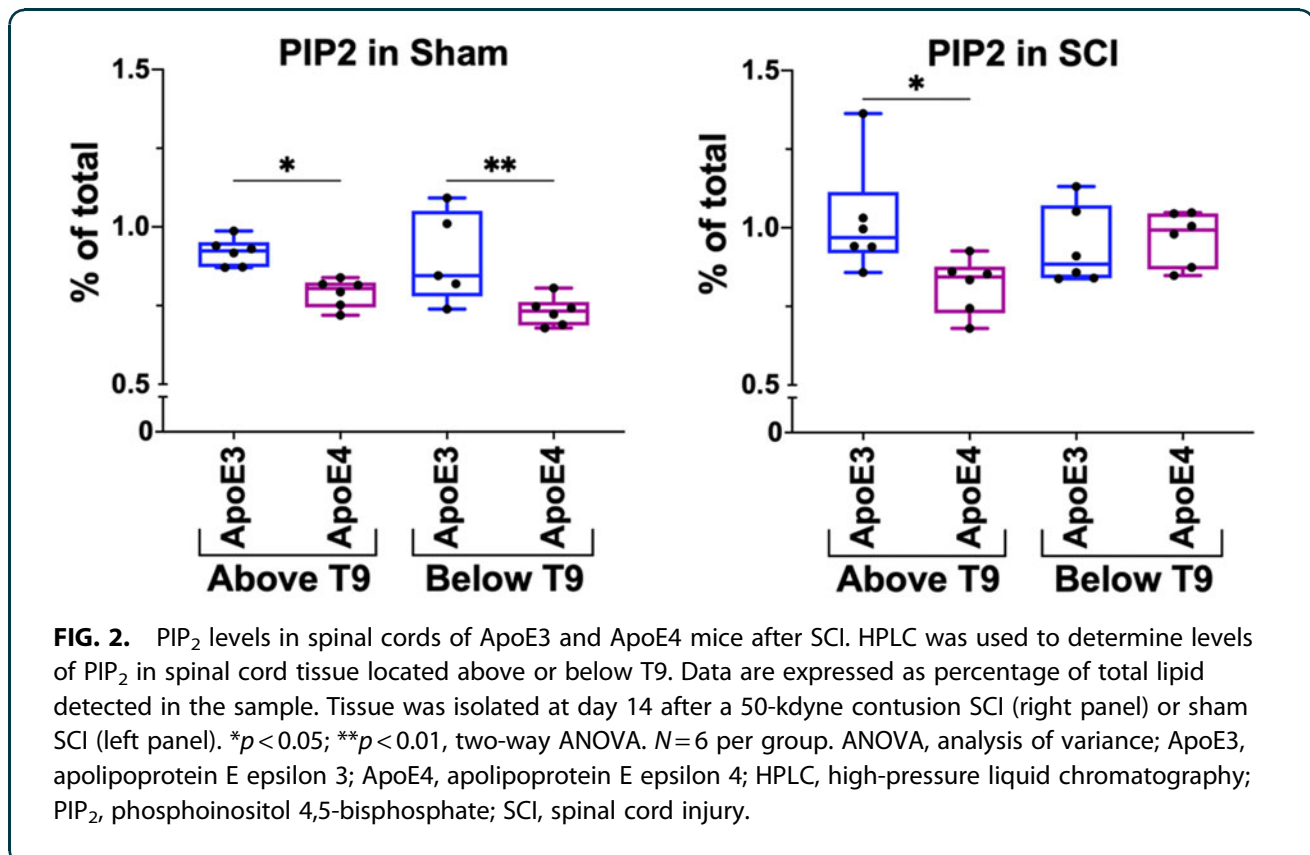 PIP2 in Sham
1.5
% of total
1.0
0.5
0
*
**
ApoE3
ApoE4
ApoE3
ApoE4
Above T9
Below T9
PIP2 in SCI
1.5
% of total
1.0
0.5
0
*
ApoE3
ApoE4
ApoE3
ApoE4
Above T9
Below T9
FIG. 2. PIP₂ levels in spinal cords of ApoE3 and ApoE4 mice after SCI. HPLC was used to determine levels
of PIP₂ in spinal cord tissue located above or below T9. Data are expressed as percentage of total lipid
detected in the sample. Tissue was isolated at day 14 after a 50-kdyne contusion SCI (right panel) or sham
SCI (left panel). *p < 0.05; **p < 0.01, two-way ANOVA. N = 6 per group. ANOVA, analysis of variance; ApoE3,
apolipoprotein E epsilon 3; ApoE4, apolipoprotein E epsilon 4; HPLC, high-pressure liquid chromatography;
PIP₂, phosphoinositol 4,5-bisphosphate; SCI, spinal cord injury.